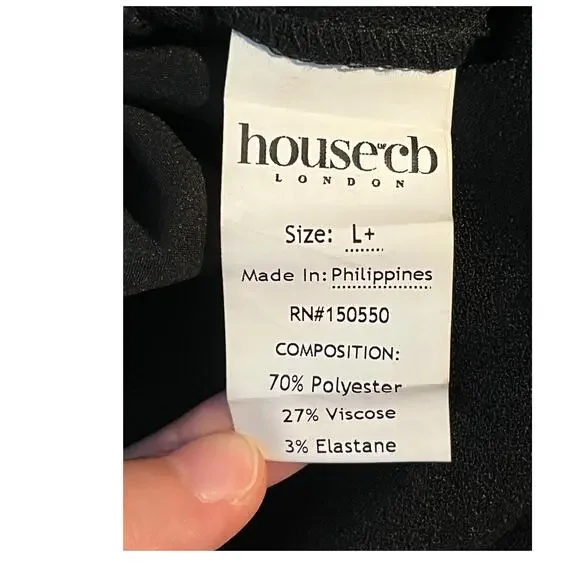 house of cb
LONDON
Size: L+
Made In: Philippines
RN#150550
COMPOSITION:
70% Polyester
27% Viscose
3% Elastane